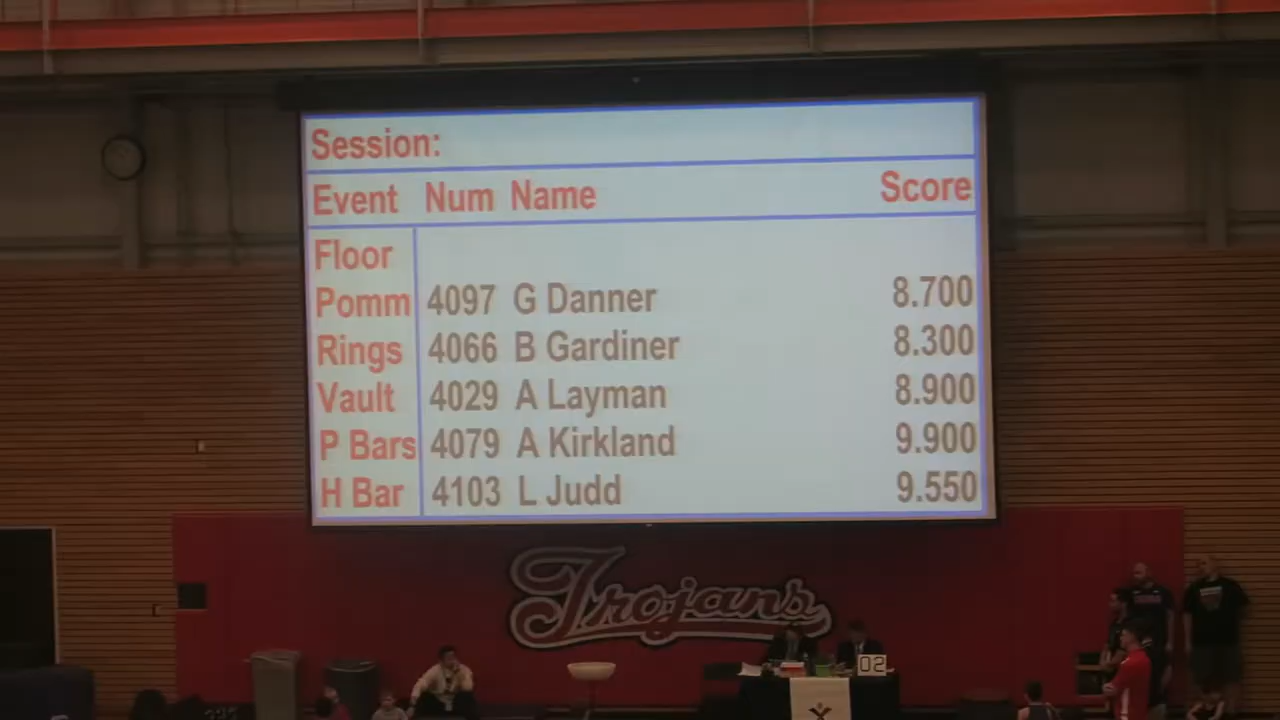 Session:
Event Num Name Score
Floor
Pomm 4097 G Danner 8.700
Rings 4066 B Gardiner 8.300
Vault 4029 A Layman 8.900
P Bars 4079 A Kirkland 9.900
H Bar 4103 L Judd 9.550
Trojans
02